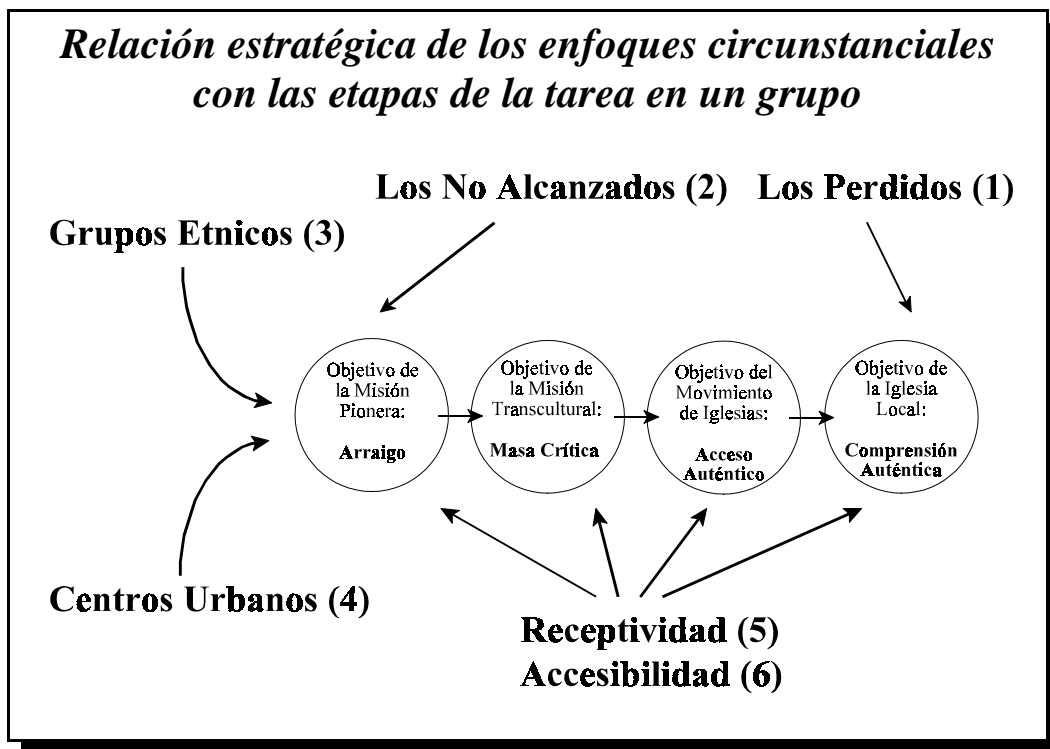 Relación estratégica de los enfoques circunstanciales
con las etapas de la tarea en un grupo
Los No Alcanzados (2)
Los Perdidos (1)
Grupos Etnicos (3)
Objetivo de
la Misión
Pionera:
Arraigo
Objetivo de
la Misión
Transcultural:
Masa Crítica
Objetivo del
Movimiento
de Iglesias:
Acceso
Auténtico
Objetivo de
la Iglesia
Local:
Comprensión
Auténtica
Centros Urbanos (4)
Receptividad (5)
Accesibilidad (6)